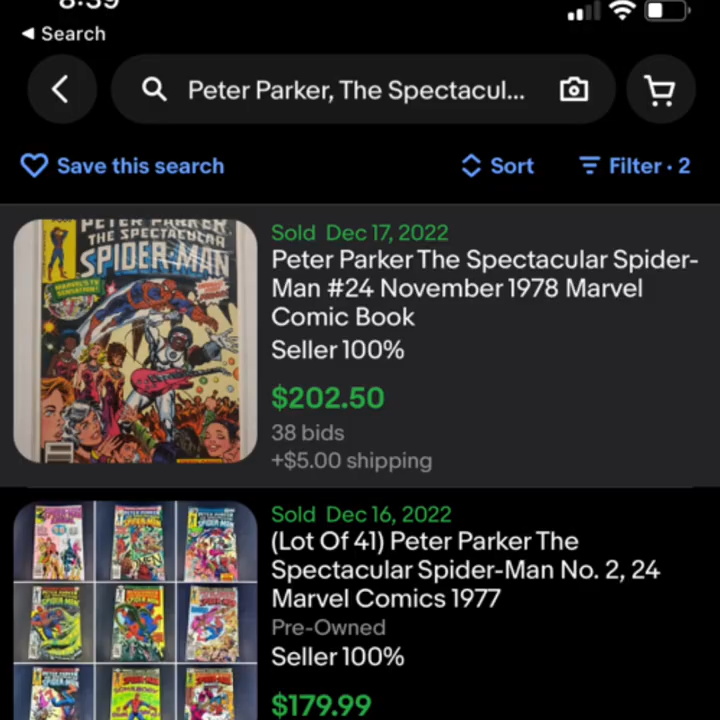 8:39
Search
Peter Parker, The Spectacul...
Save this search
Sort
Filter • 2
PETER PARKER
THE SPECTACULAR
SPIDER-MAN
Sold Dec 17, 2022
Peter Parker The Spectacular Spider-
Man #24 November 1978 Marvel
Comic Book
Seller 100%
$202.50
38 bids
+$5.00 shipping
Sold Dec 16, 2022
(Lot Of 41) Peter Parker The
Spectacular Spider-Man No. 2, 24
Marvel Comics 1977
Pre-Owned
Seller 100%
$179.99